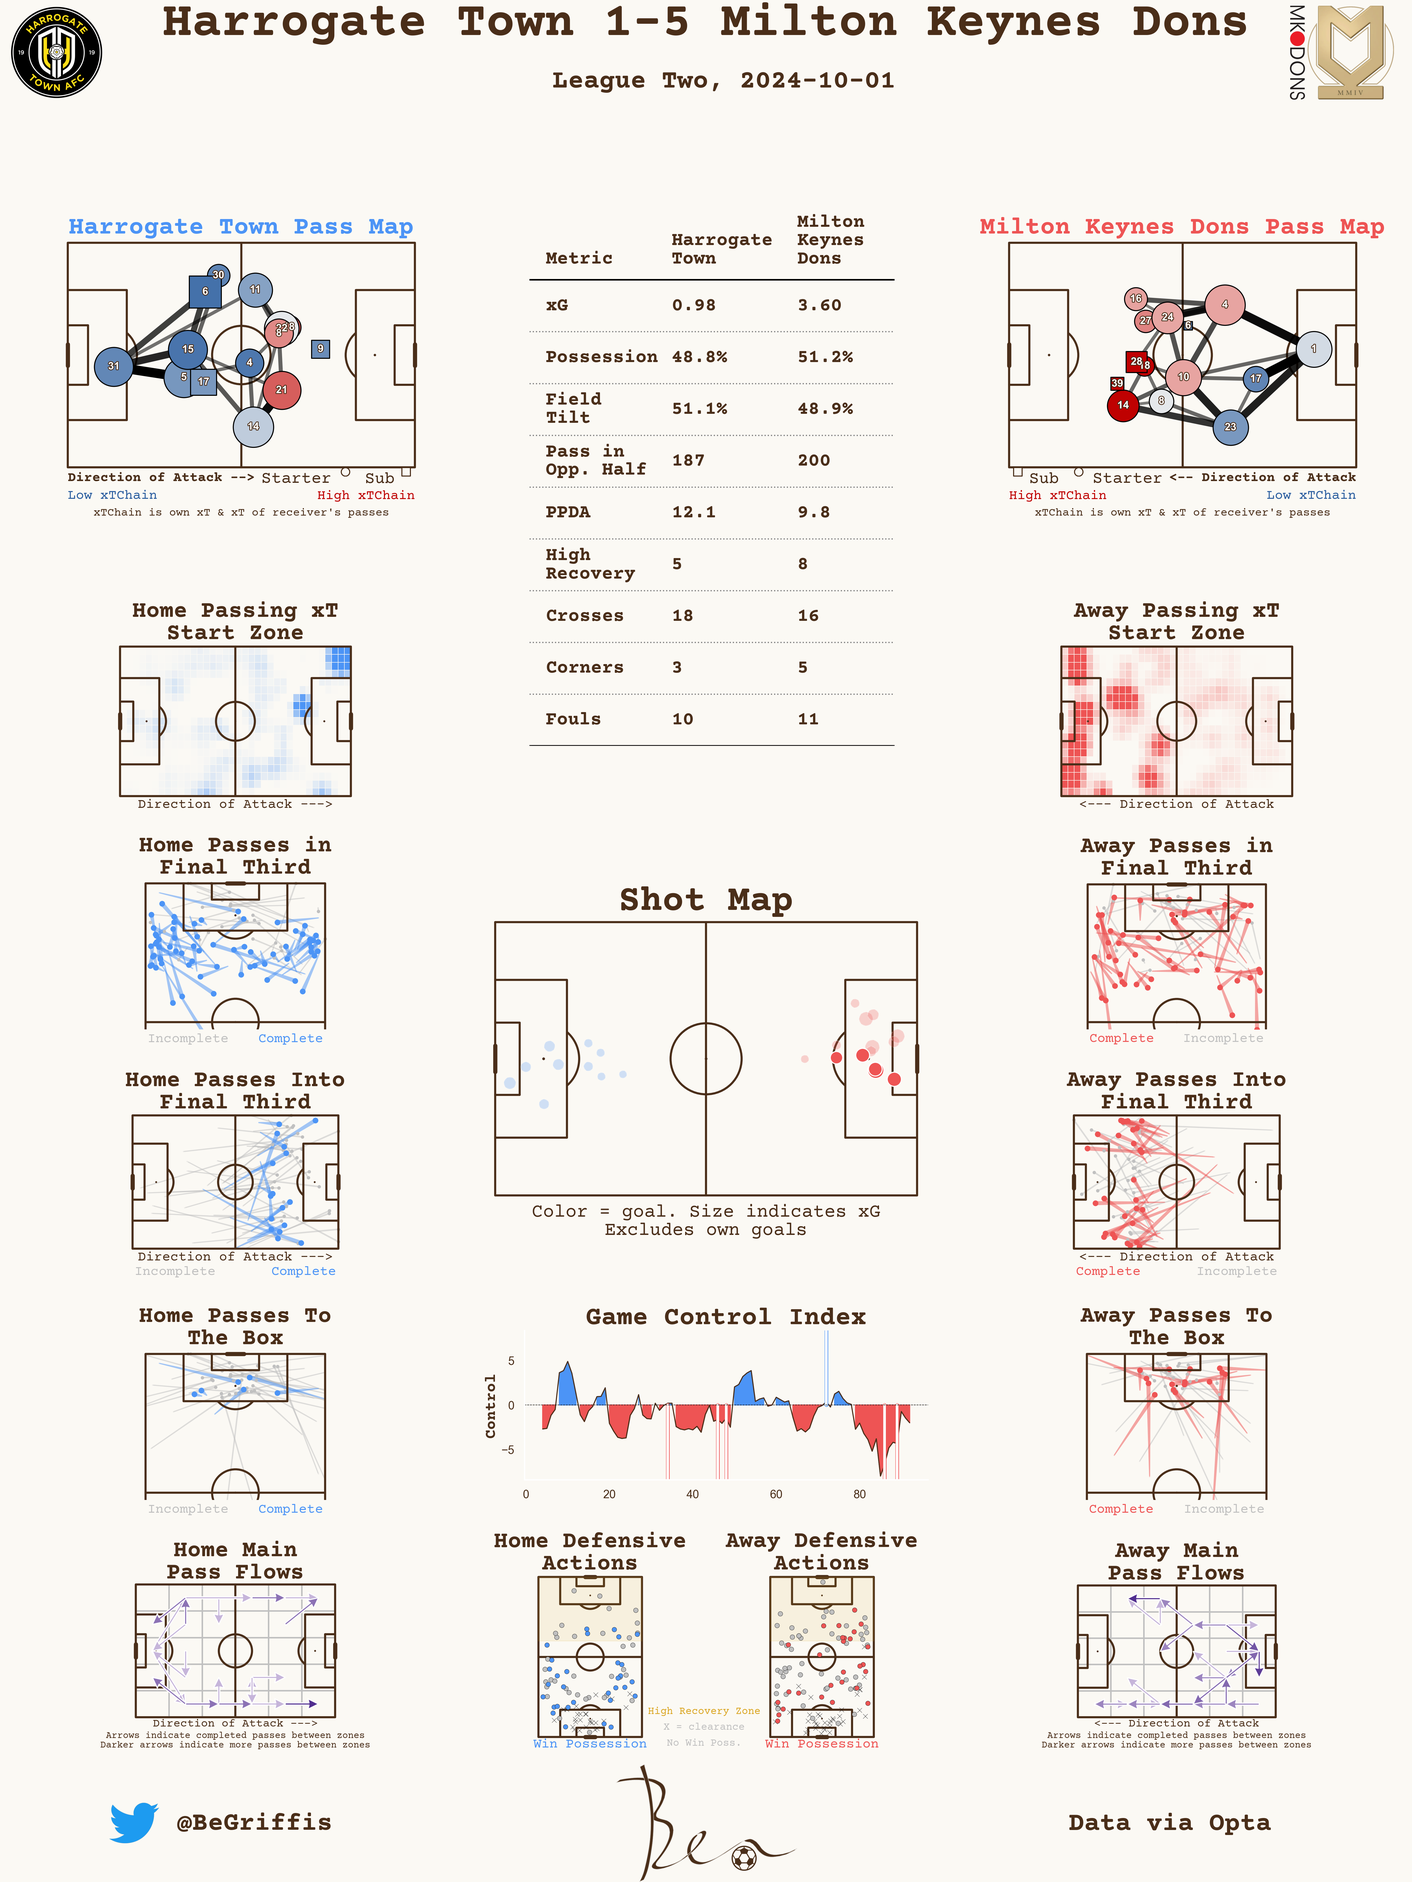 Harrogate Town 1-5 Milton Keynes Dons
League Two, 2024-10-01
HARROGATE
19 19
TOWN AFC
MK DONS
MMIV
Harrogate Town Pass Map
30
6
11
22
8
8
9
15
4
31
5
17
21
14
Direction of Attack --> Starter Sub
Low xTChain High xTChain
xTChain is own xT & xT of receiver's passes
Metric Harrogate Town Milton Keynes Dons
xG 0.98 3.60
Possession 48.8% 51.2%
Field Tilt 51.1% 48.9%
Pass in Opp. Half 187 200
PPDA 12.1 9.8
High Recovery 5 8
Crosses 18 16
Corners 3 5
Fouls 10 11
Milton Keynes Dons Pass Map
16
4
27
24
6
1
28
18
10
17
39
14
8
23
Sub Starter <-- Direction of Attack
High xTChain Low xTChain
xTChain is own xT & xT of receiver's passes
Home Passing xT
Start Zone
Direction of Attack --->
Away Passing xT
Start Zone
<--- Direction of Attack
Home Passes in
Final Third
Incomplete Complete
Away Passes in
Final Third
Complete Incomplete
Shot Map
Color = goal. Size indicates xG
Excludes own goals
Home Passes Into
Final Third
Direction of Attack --->
Incomplete Complete
Away Passes Into
Final Third
<--- Direction of Attack
Complete Incomplete
Home Passes To
The Box
Incomplete Complete
Game Control Index
Control
5
0
−5
0 20 40 60 80
Away Passes To
The Box
Complete Incomplete
Home Main
Pass Flows
Direction of Attack --->
Arrows indicate completed passes between zones
Darker arrows indicate more passes between zones
Home Defensive
Actions
Win Possession
Away Defensive
Actions
Win Possession
High Recovery Zone
X = clearance
No Win Poss.
Away Main
Pass Flows
<--- Direction of Attack
Arrows indicate completed passes between zones
Darker arrows indicate more passes between zones
@BeGriffis
Ben
Data via Opta